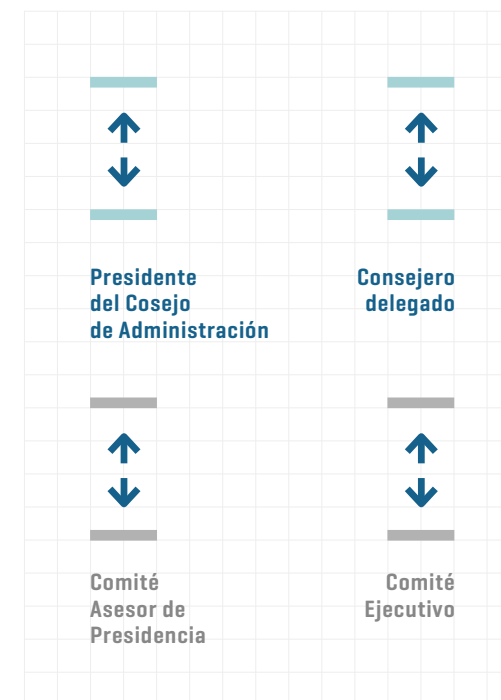 Presidente
del Cosejo
de Administración
Consejero
delegado
Comité
Asesor de
Presidencia
Comité
Ejecutivo